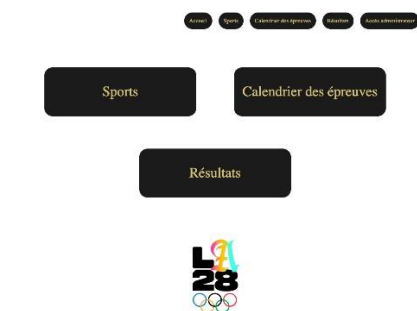 Accueil Sports Calendrier des épreuves Résultats Accès administrateur
Sports Calendrier des épreuves
Résultats
LA
28